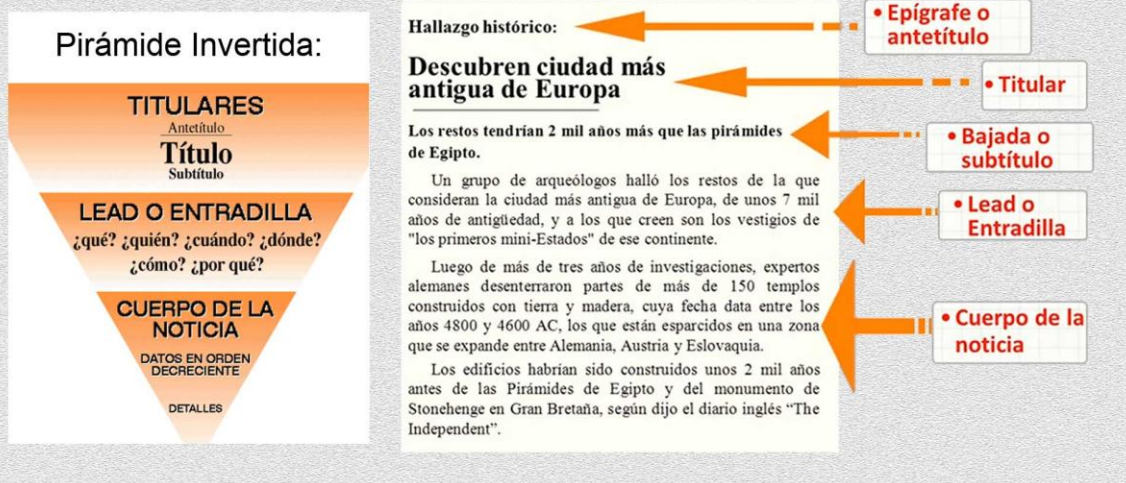 Pirámide Invertida:
TITULARES
Antetítulo
Título
Subtítulo
LEAD O ENTRADILLA
¿qué? ¿quién? ¿cuándo? ¿dónde?
¿cómo? ¿por qué?
CUERPO DE LA
NOTICIA
DATOS EN ORDEN
DECRECIENTE
DETALLES
Hallazgo histórico:
Descubren ciudad más
antigua de Europa
Los restos tendrían 2 mil años más que las pirámides
de Egipto.
Un grupo de arqueólogos halló los restos de la que
consideran la ciudad más antigua de Europa, de unos 7 mil
años de antigüedad, y a los que creen son los vestigios de
"los primeros mini-Estados" de ese continente.
Luego de más de tres años de investigaciones, expertos
alemanes desenterraron partes de más de 150 templos
construidos con tierra y madera, cuya fecha data entre los
años 4800 y 4600 AC, los que están esparcidos en una zona
que se expande entre Alemania, Austria y Eslovaquia.
Los edificios habrían sido construidos unos 2 mil años
antes de las Pirámides de Egipto y del monumento de
Stonehenge en Gran Bretaña, según dijo el diario inglés “The
Independent”.
• Epígrafe o
antetítulo
• Titular
• Bajada o
subtítulo
• Lead o
Entradilla
• Cuerpo de la
noticia